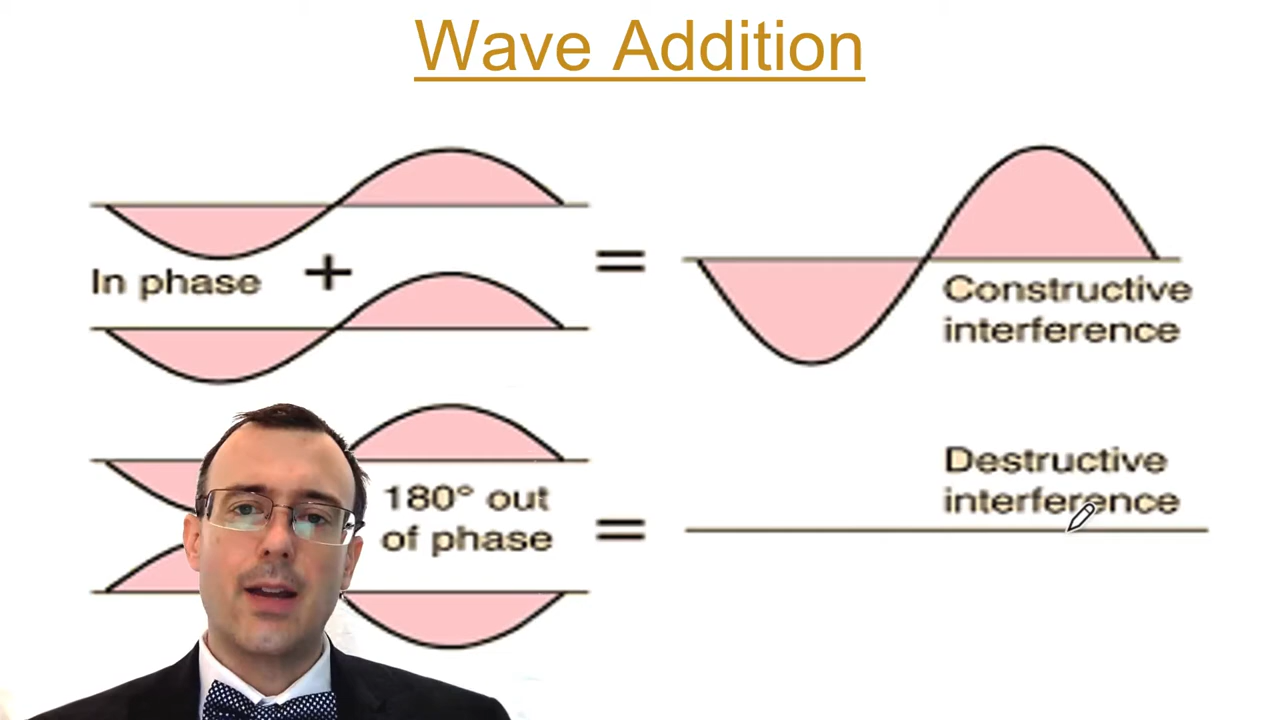 Wave Addition
In phase
+
=
Constructive
interference
180° out
of phase
=
Destructive
interference